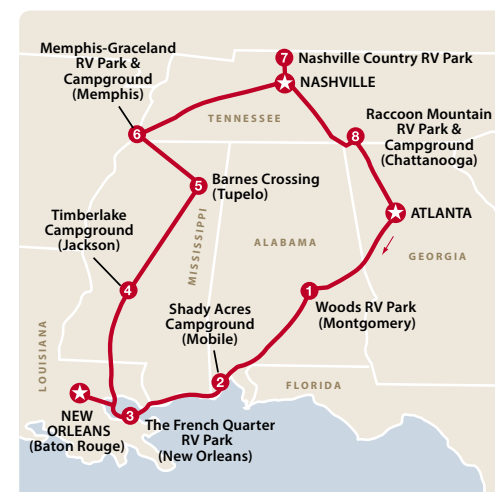 Memphis-Graceland
RV Park &
Campground
(Memphis)
7
Nashville Country RV Park
NASHVILLE
TENNESSEE
Raccoon Mountain
RV Park &
Campground
(Chattanooga)
6
8
5
Barnes Crossing
(Tupelo)
Timberlake
Campground
(Jackson)
ATLANTA
MISSISSIPPI
ALABAMA
GEORGIA
4
1
Woods RV Park
(Montgomery)
Shady Acres
Campground
(Mobile)
LOUISIANA
2
FLORIDA
NEW
ORLEANS
(Baton Rouge)
3
The French Quarter
RV Park
(New Orleans)